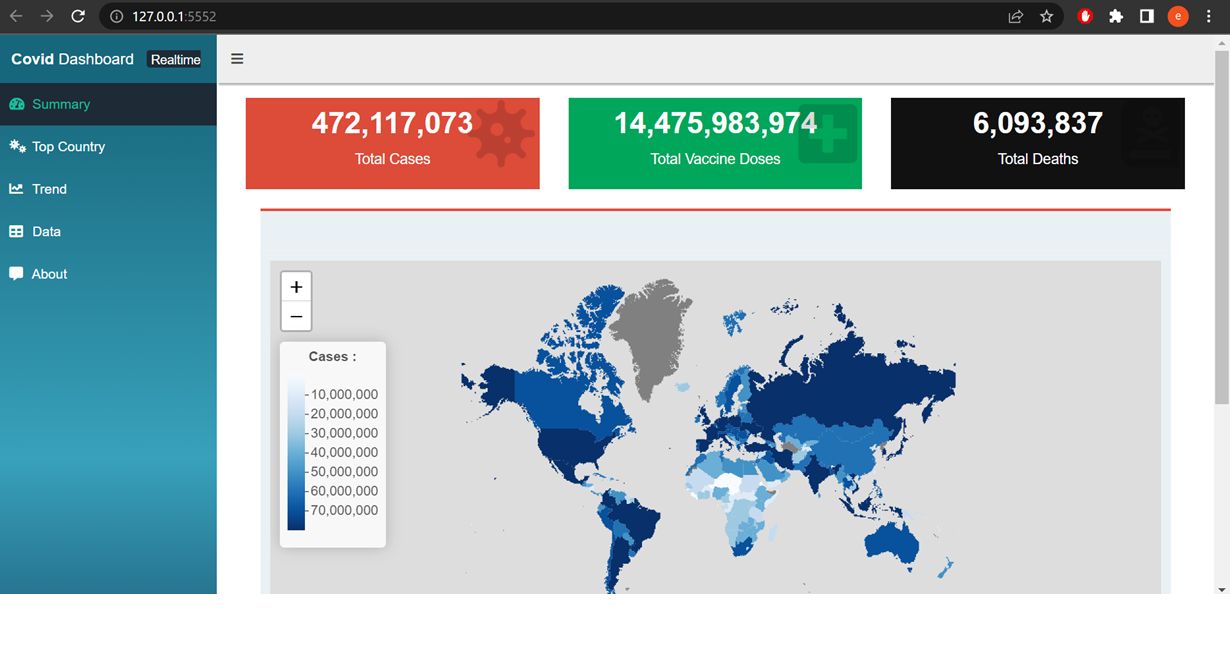 127.0.0.1:5552
e
Covid Dashboard Realtime
Summary
Top Country
Trend
Data
About
472,117,073
Total Cases
14,475,983,974
Total Vaccine Doses
6,093,837
Total Deaths
+
−
Cases :
10,000,000
20,000,000
30,000,000
40,000,000
50,000,000
60,000,000
70,000,000